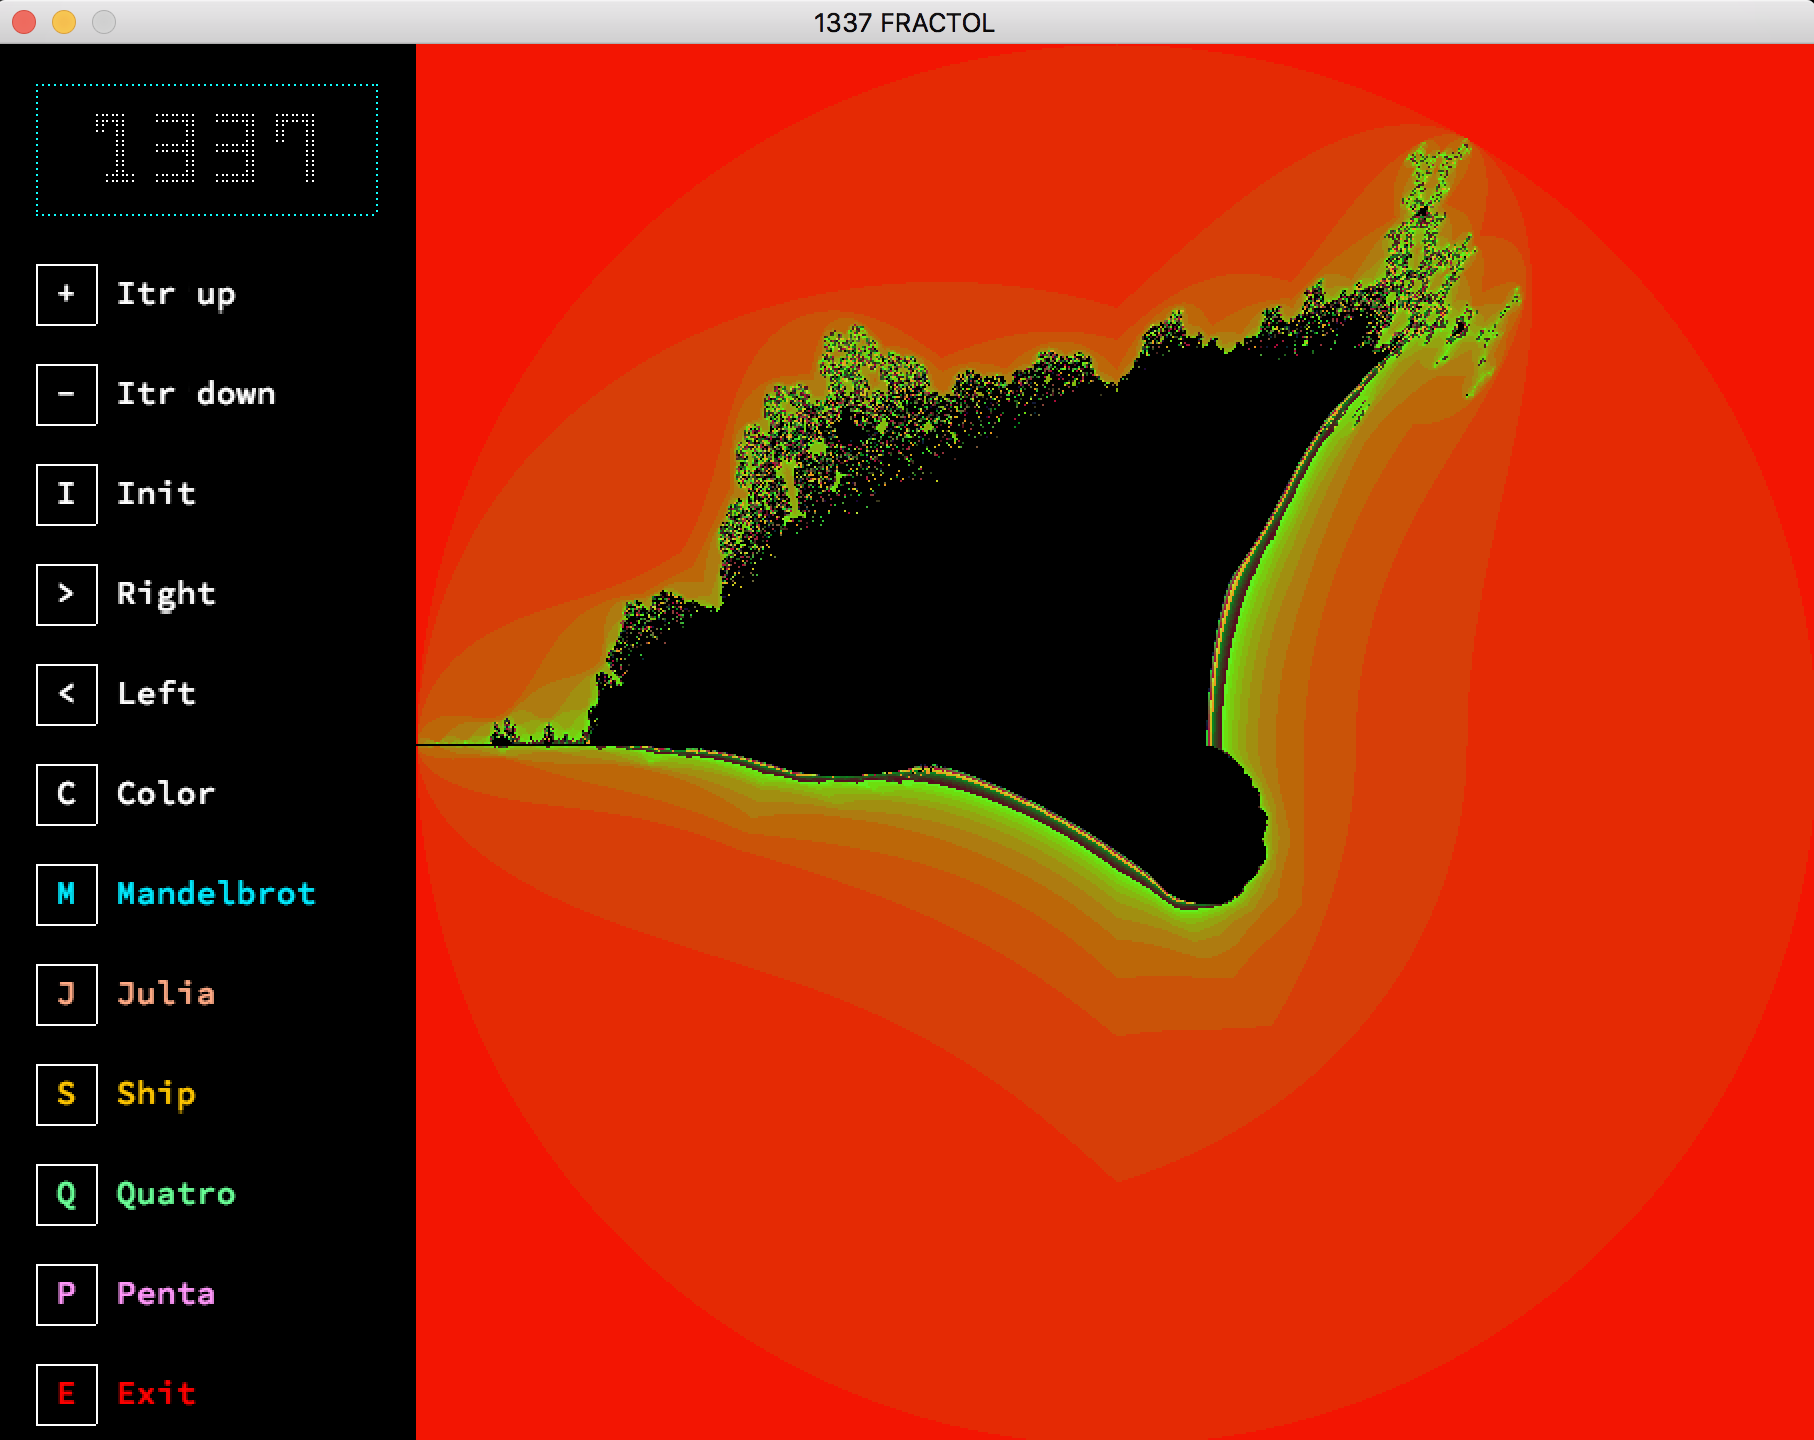 1337 FRACTOL
1337
+ Itr up
- Itr down
I Init
> Right
< Left
C Color
M Mandelbrot
J Julia
S Ship
Q Quatro
P Penta
E Exit